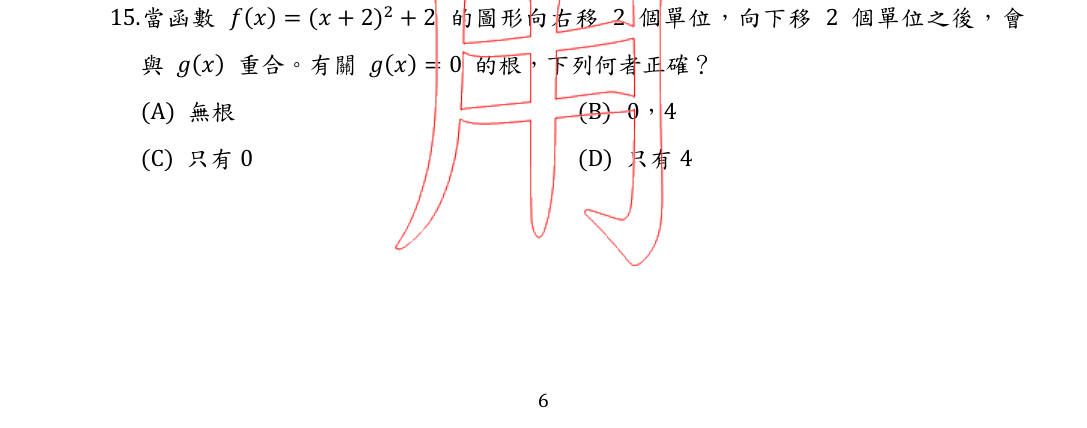 15.當函數 f(x) = (x + 2)² + 2 的圖形向右移 2 個單位，向下移 2 個單位之後，會
與 g(x) 重合。有關 g(x) = 0 的根，下列何者正確？
(A) 無根 (B) 0，4
(C) 只有 0 (D) 只有 4
用
6